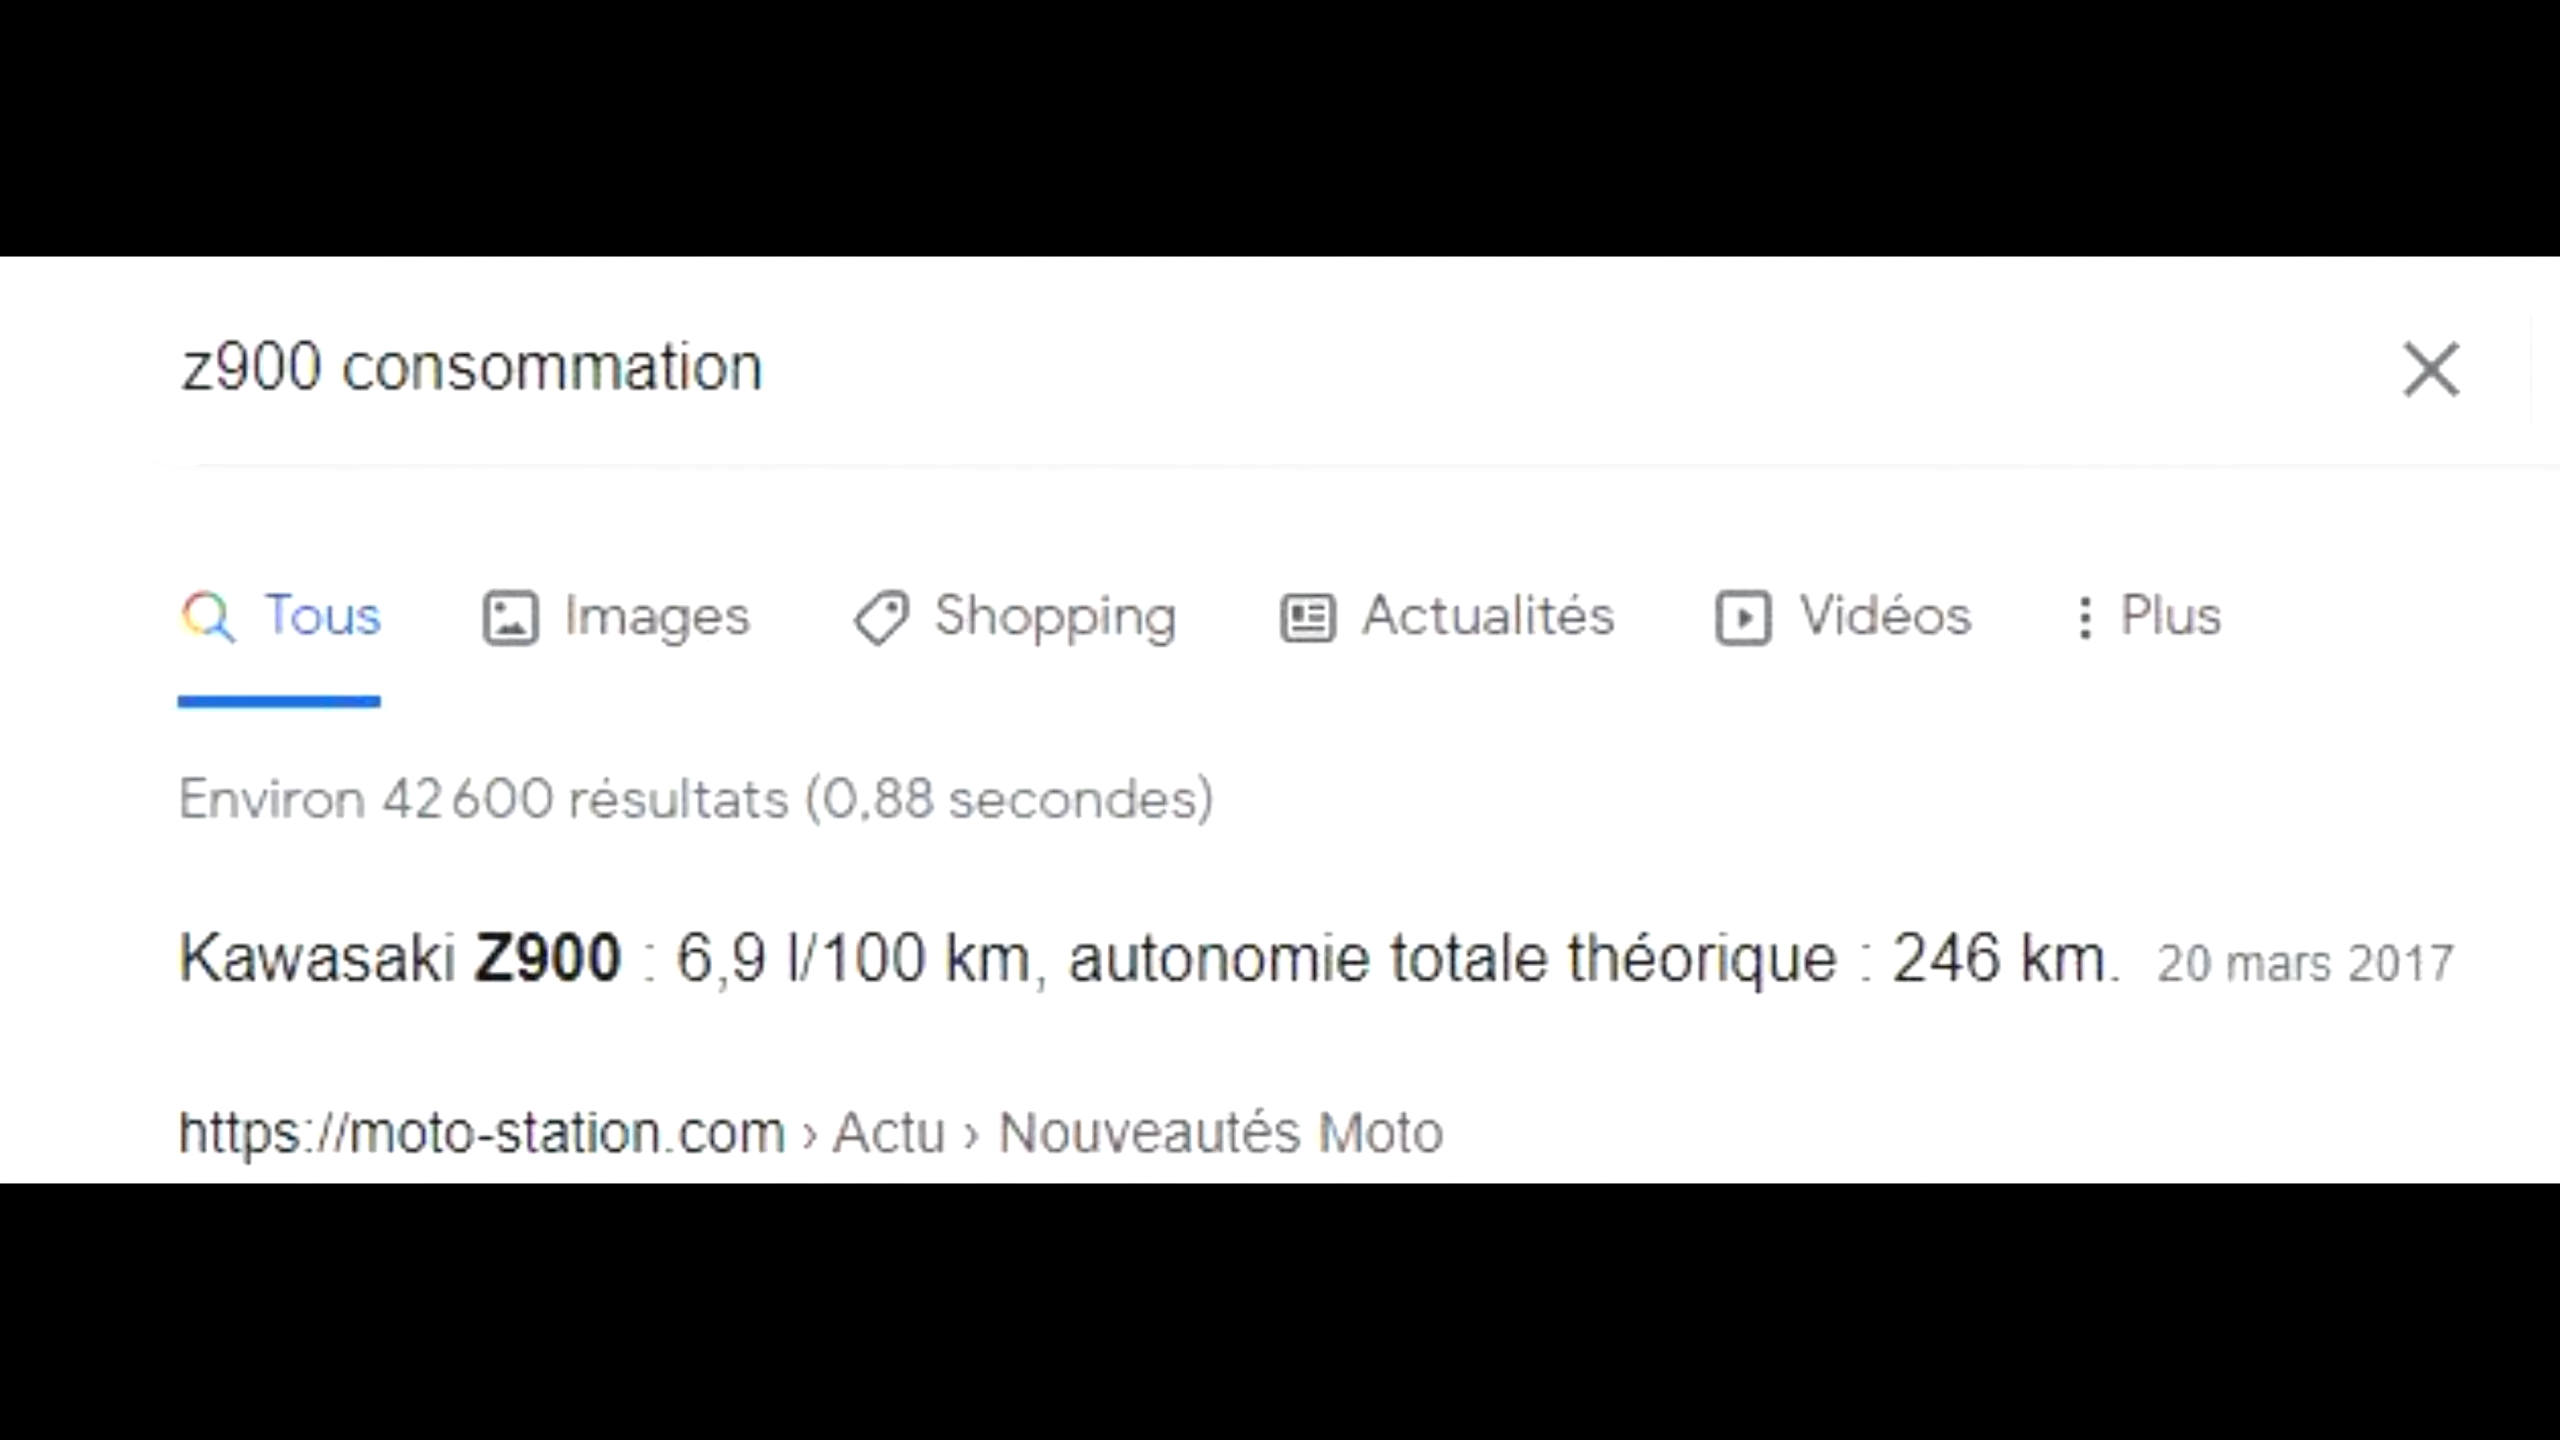 z900 consommation
Tous Images Shopping Actualités Vidéos Plus
Environ 42 600 résultats (0,88 secondes)
Kawasaki Z900 : 6,9 l/100 km, autonomie totale théorique : 246 km. 20 mars 2017
https://moto-station.com › Actu › Nouveautés Moto